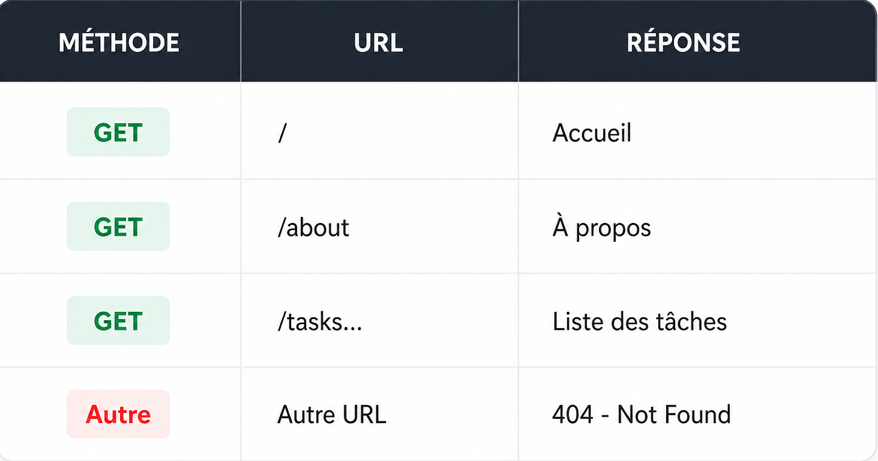 MÉTHODE URL RÉPONSE
GET / Accueil
GET /about À propos
GET /tasks... Liste des tâches
Autre Autre URL 404 - Not Found